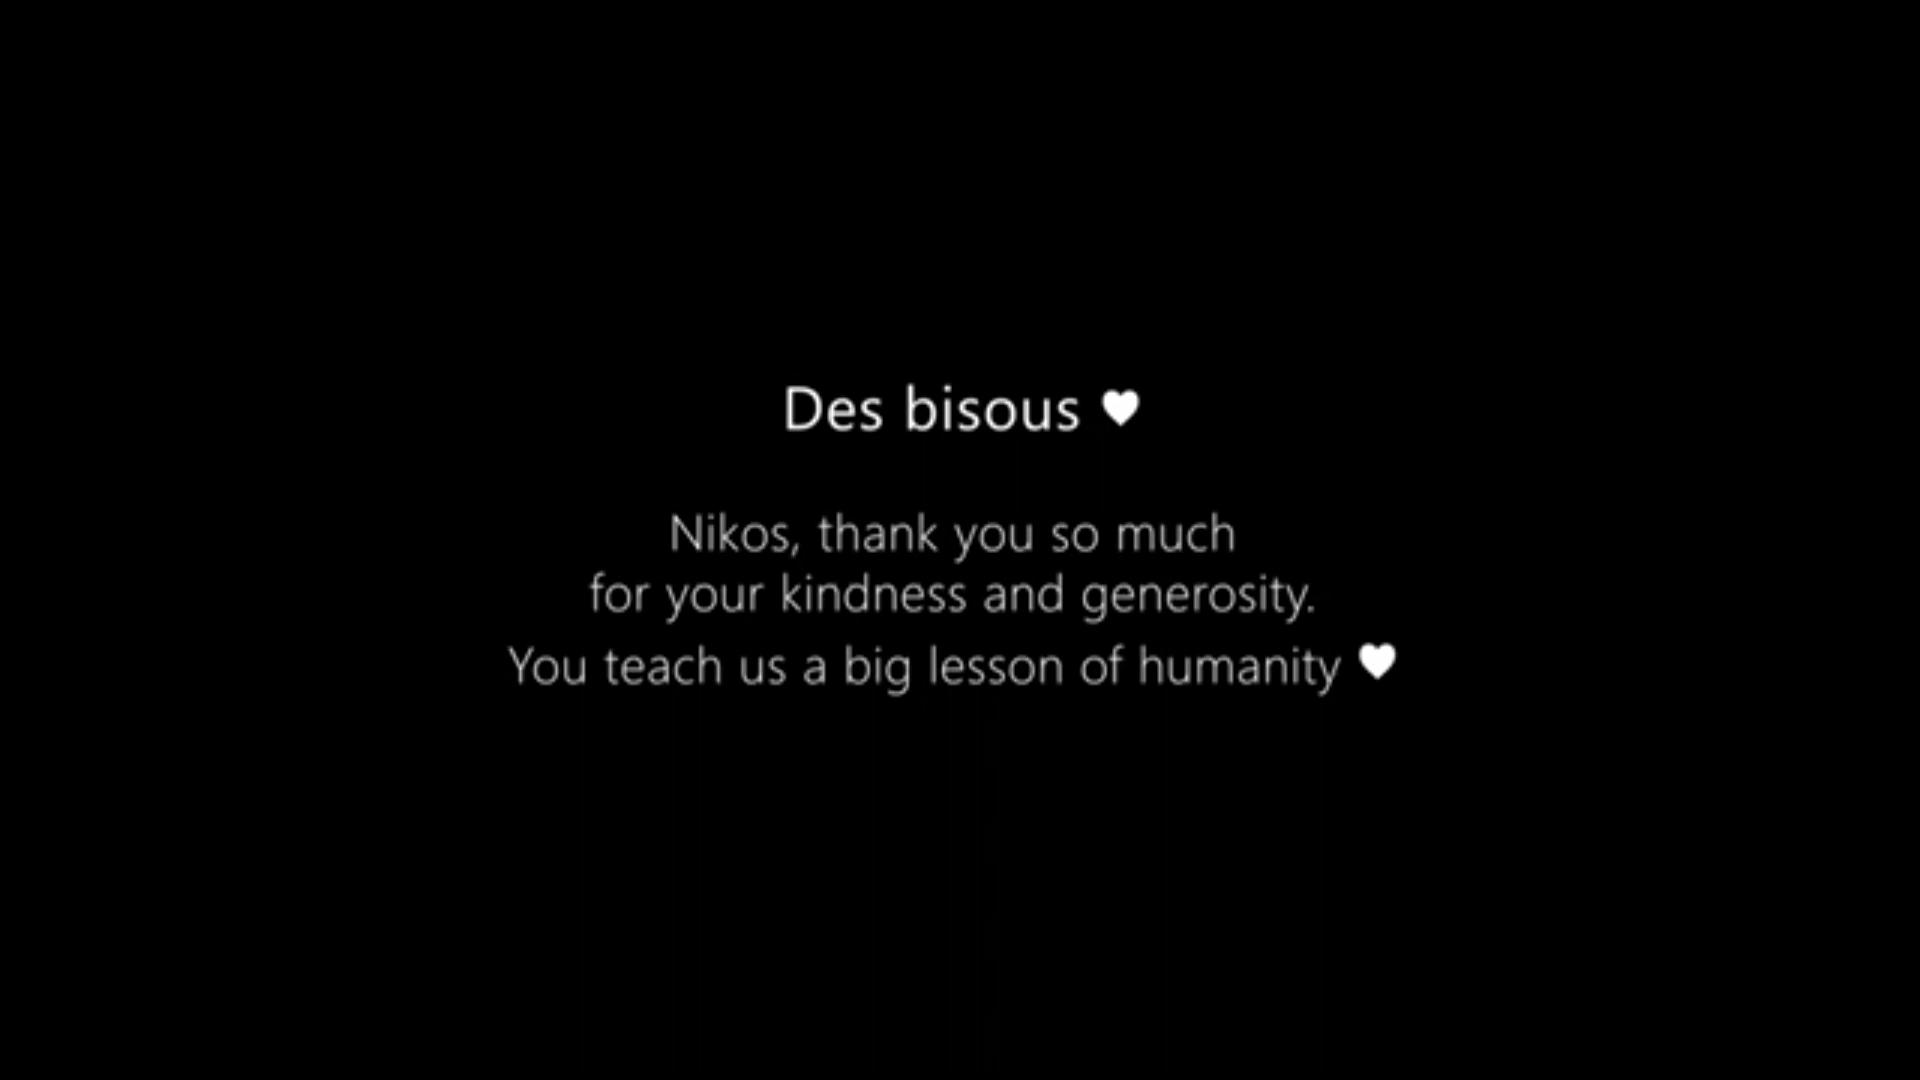 Des bisous ♥
Nikos, thank you so much
for your kindness and generosity.
You teach us a big lesson of humanity ♥